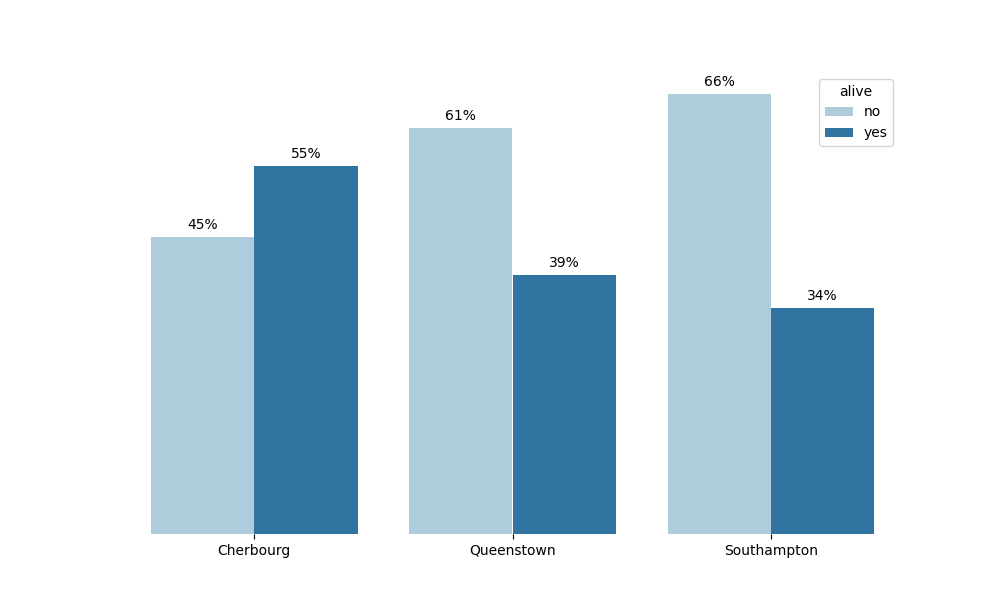 66%
alive
no
yes
61%
55%
45%
39%
34%
Cherbourg
Queenstown
Southampton